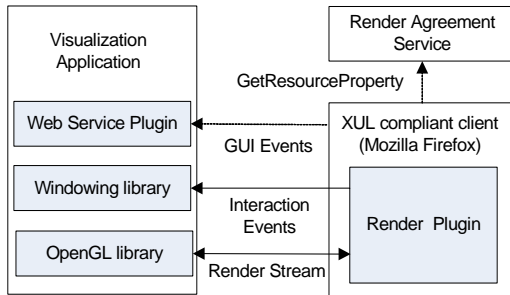 Visualization
Application
Web Service Plugin
Windowing library
OpenGL library
GetResourceProperty
GUI Events
Interaction
Events
Render Stream
Render Agreement
Service
XUL compliant client
(Mozilla Firefox)
Render Plugin